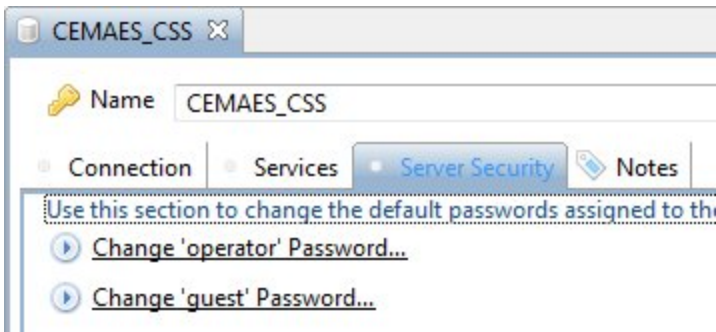 CEMAES_CSS
Name CEMAES_CSS
Connection Services Server Security Notes
Use this section to change the default passwords assigned to
Change 'operator' Password...
Change 'guest' Password...